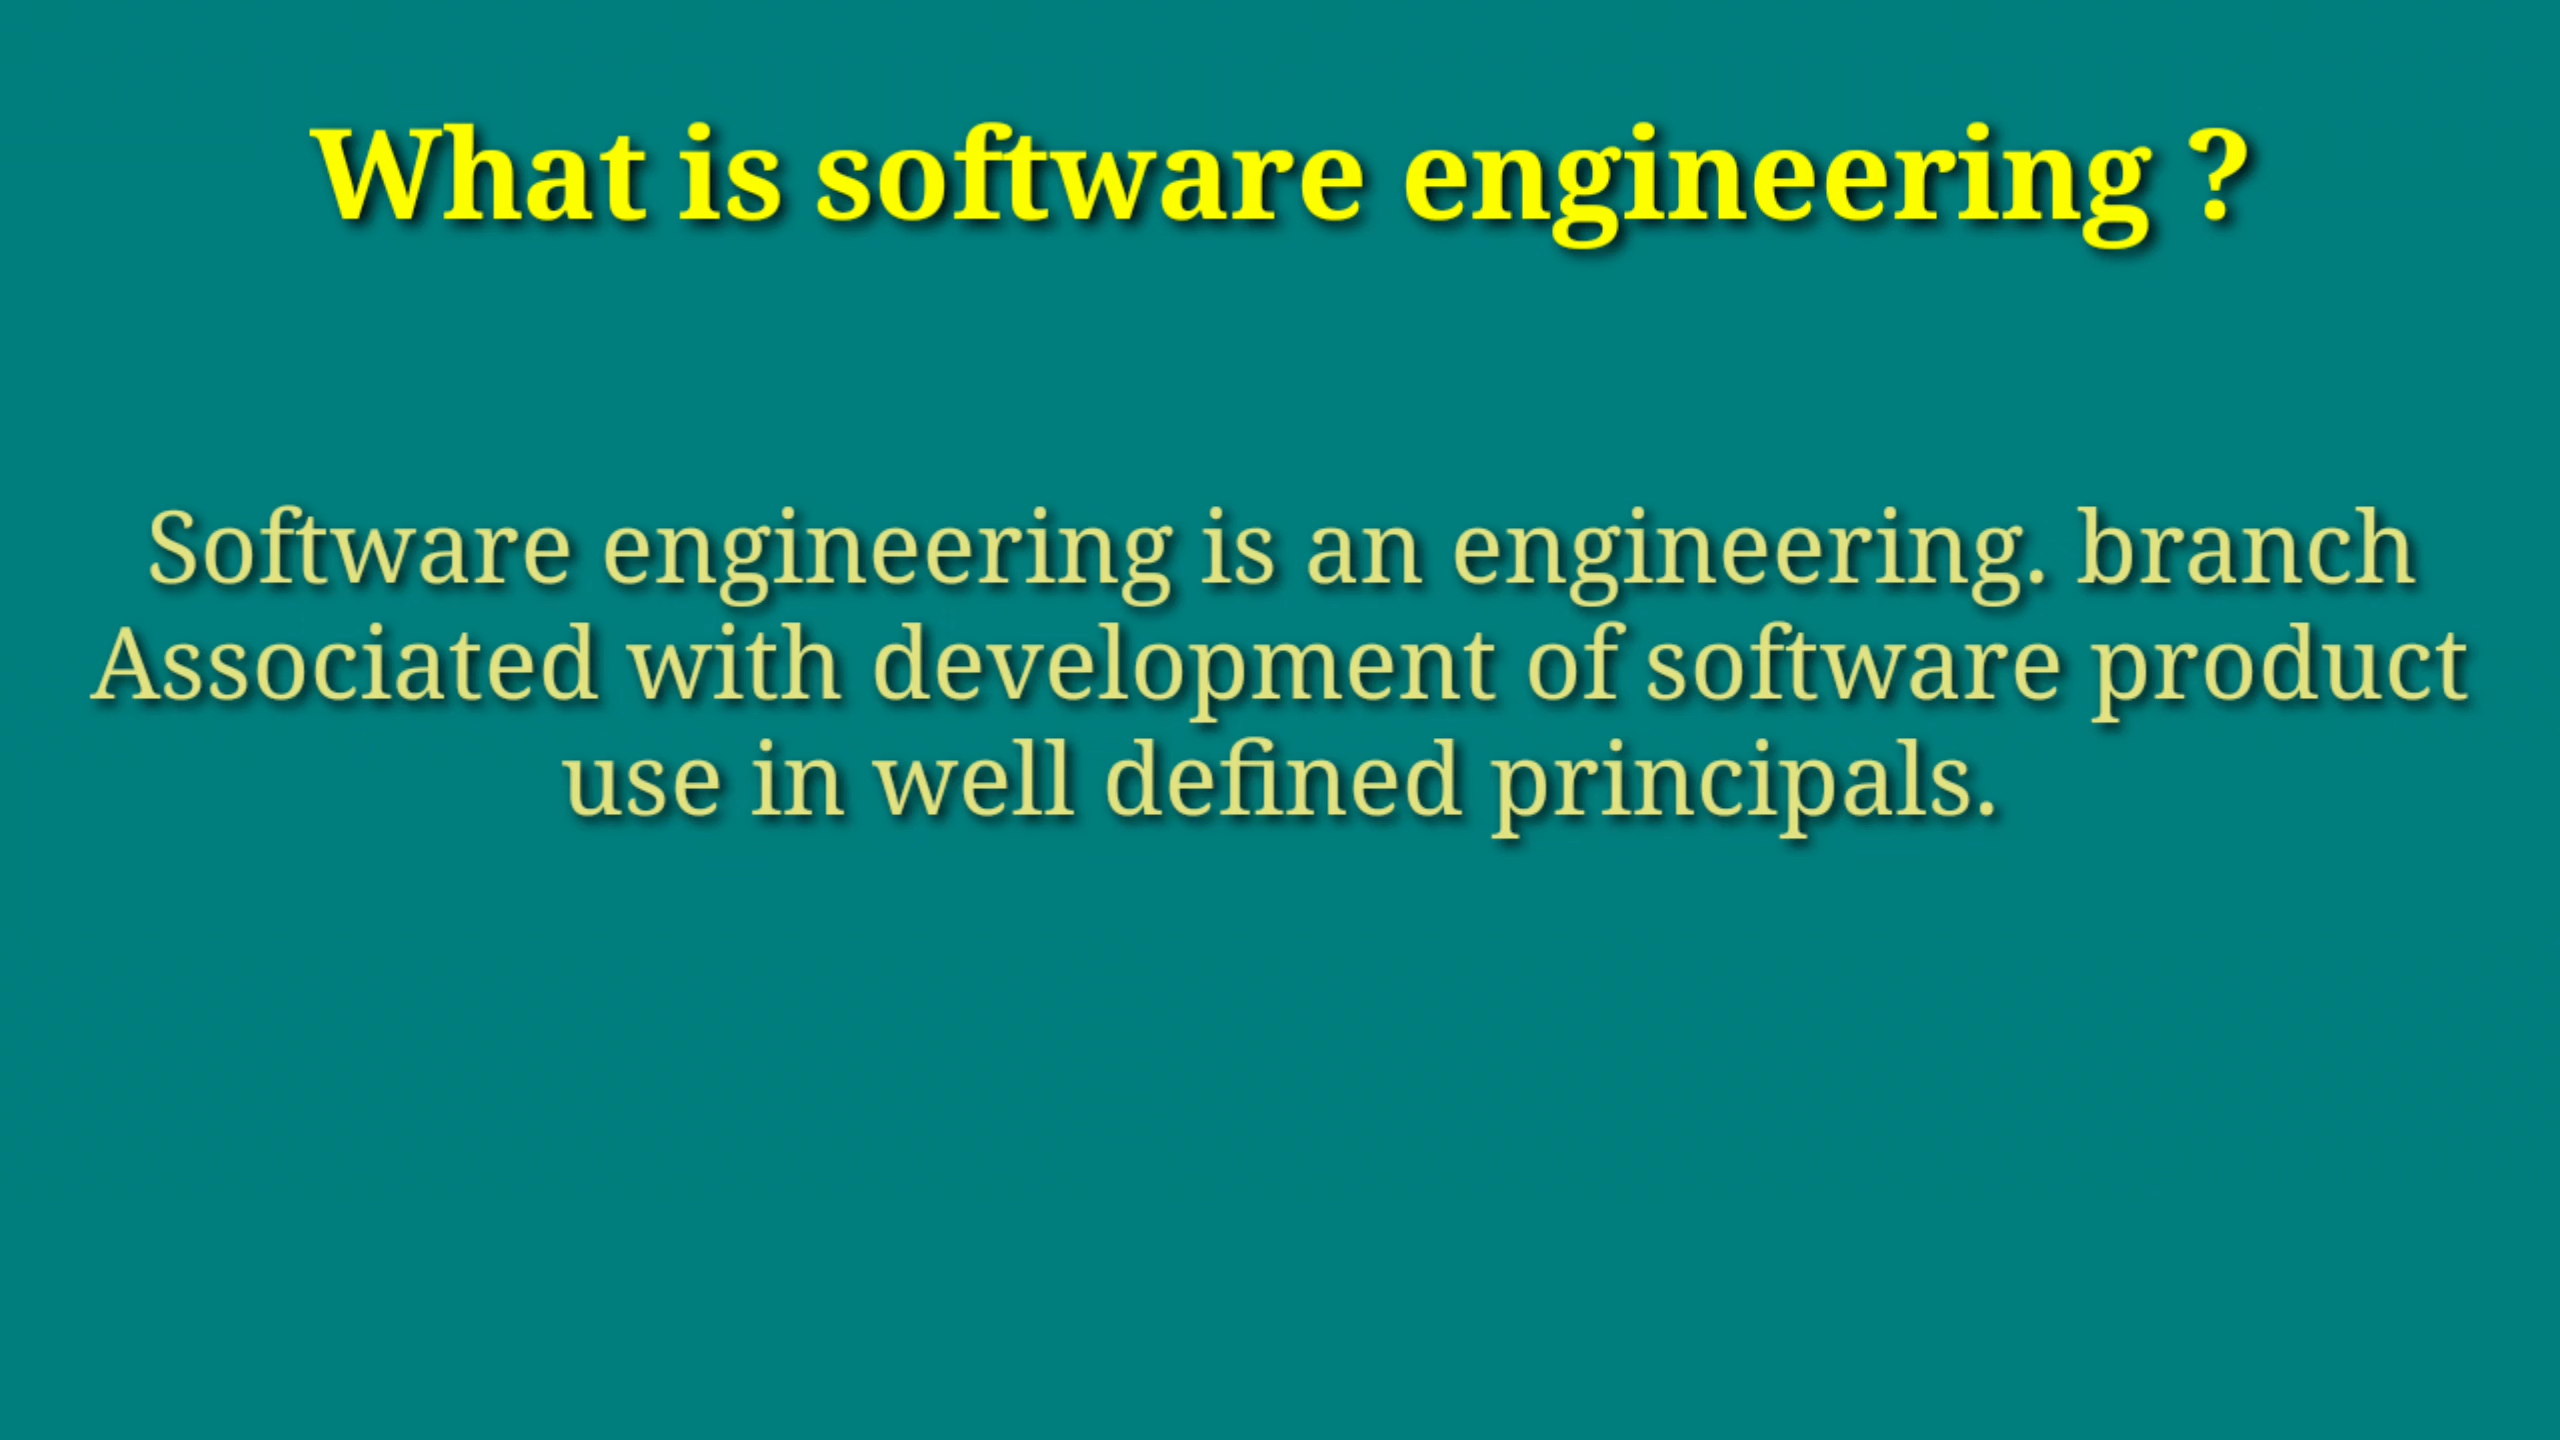 What is software engineering ?
Software engineering is an engineering. branch
Associated with development of software product
use in well defined principals.